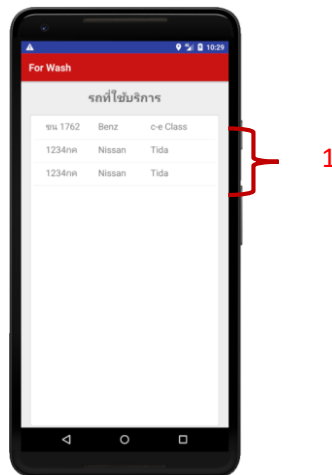 10:29
For Wash
รถที่ใช้บริการ
ขน 1762 Benz c-e Class
1234กค Nissan Tida
1234กค Nissan Tida
1